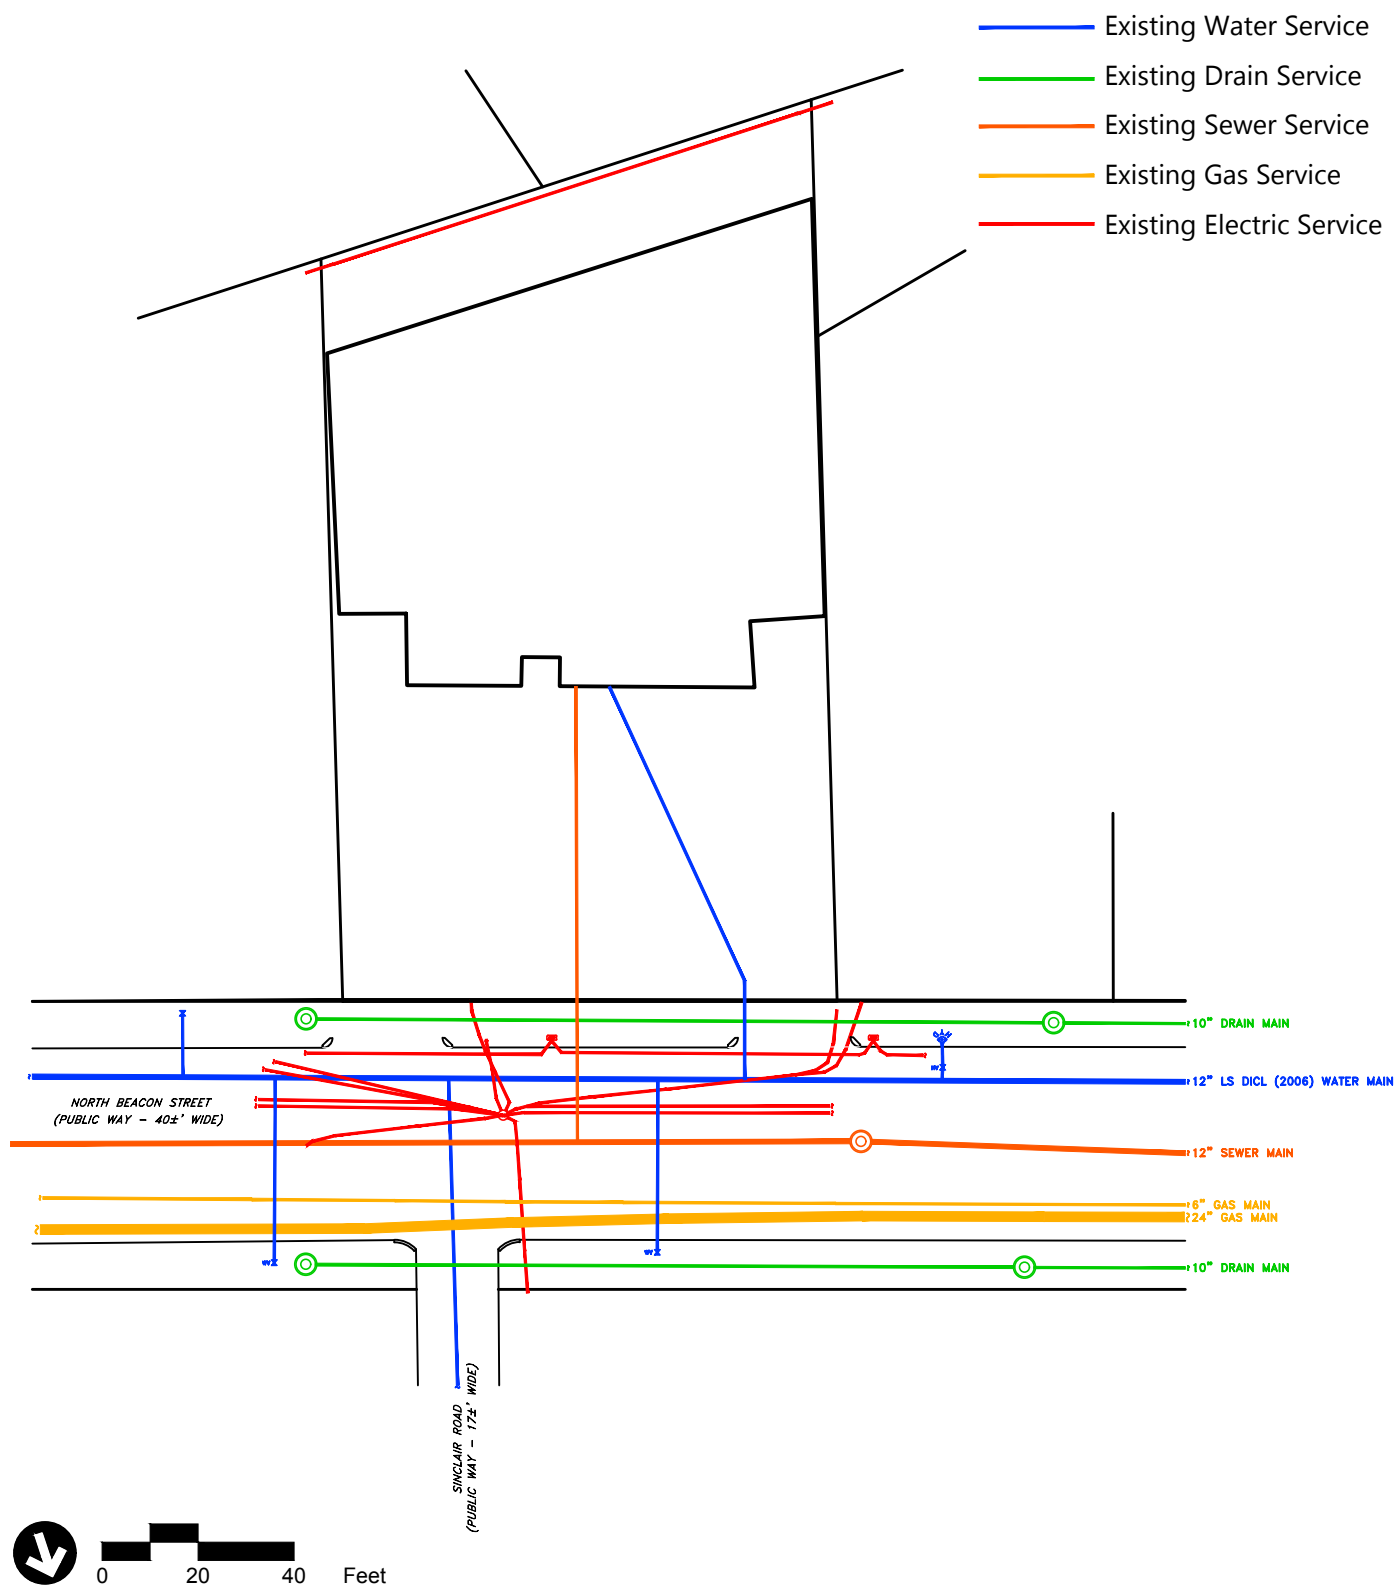 Existing Water Service
Existing Drain Service
Existing Sewer Service
Existing Gas Service
Existing Electric Service
10" DRAIN MAIN
12" LS DICL (2006) WATER MAIN
NORTH BEACON STREET
(PUBLIC WAY - 40±' WIDE)
12" SEWER MAIN
6" GAS MAIN
24" GAS MAIN
10" DRAIN MAIN
SINCLAIR ROAD
(PUBLIC WAY - 17±' WIDE)
0 20 40 Feet